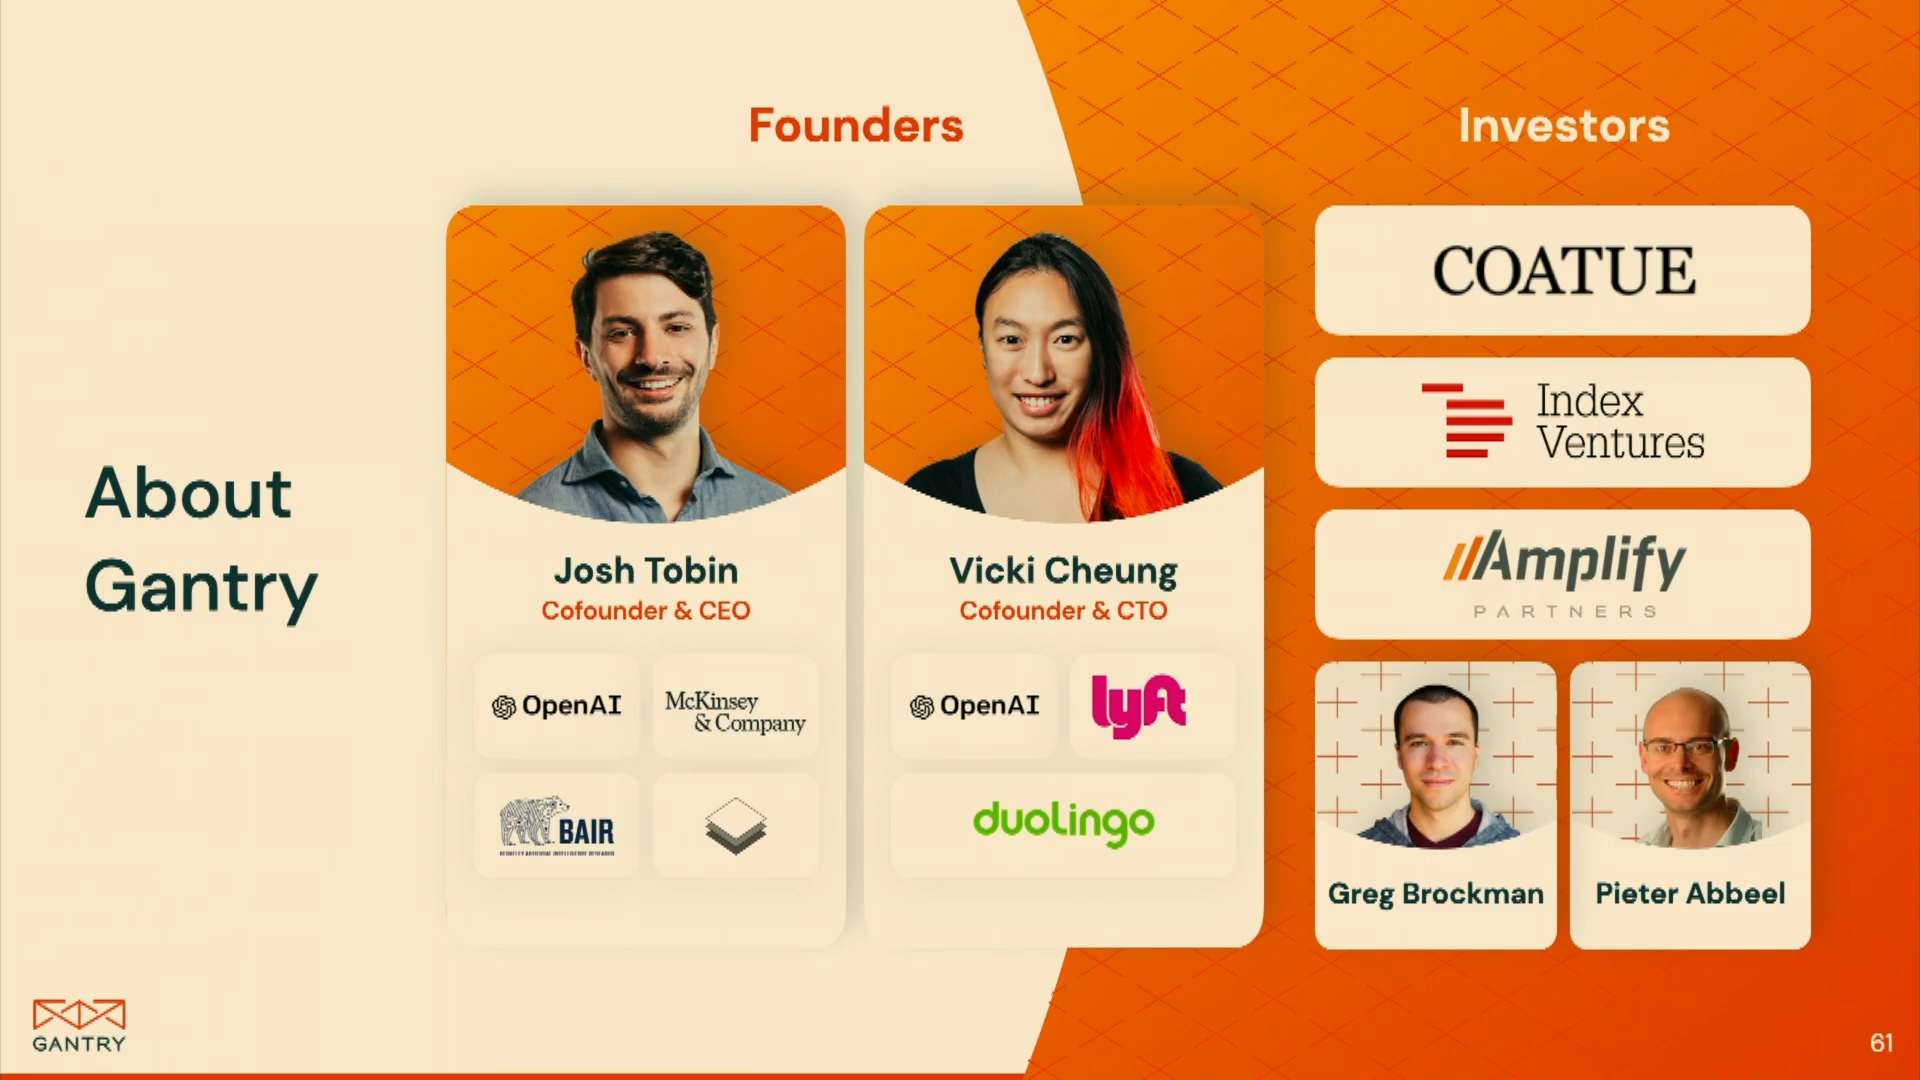 About
Gantry
Founders
Josh Tobin
Cofounder & CEO
OpenAI
McKinsey
& Company
BAIR
Vicki Cheung
Cofounder & CTO
OpenAI
lyft
duolingo
Investors
COATUE
Index
Ventures
Amplify
PARTNERS
Greg Brockman
Pieter Abbeel
GANTRY
61